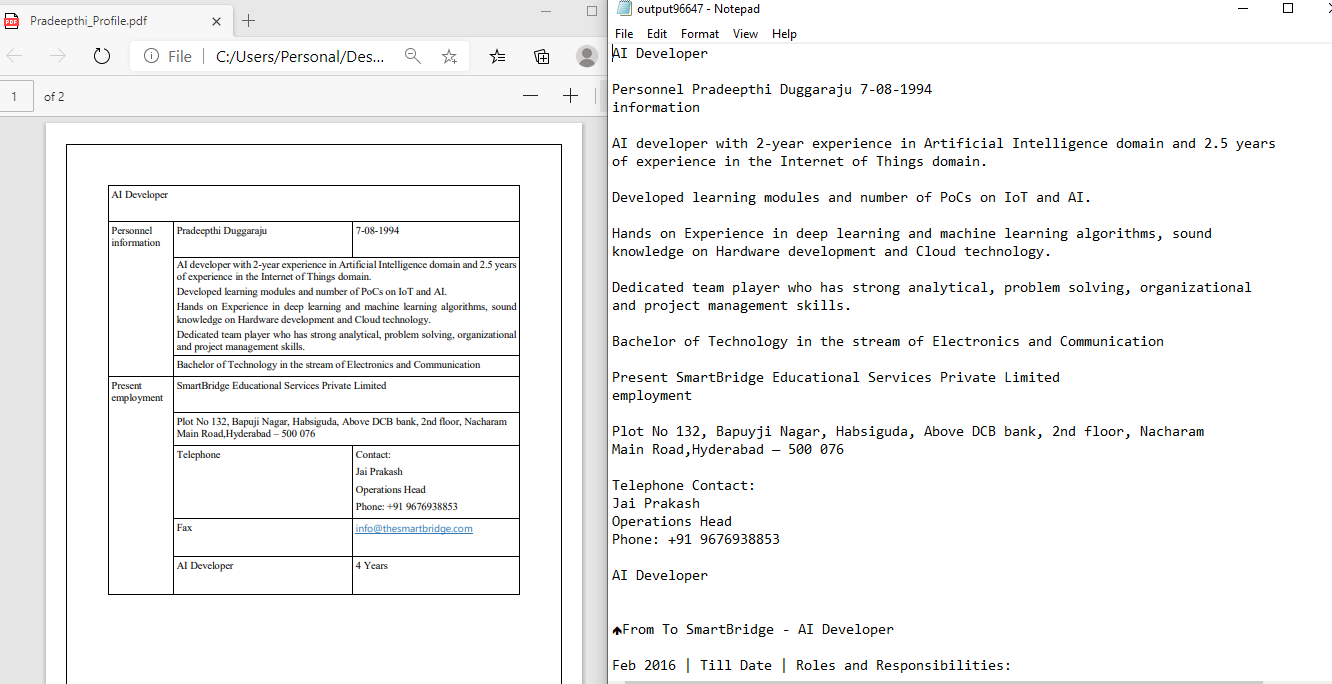 Pradeepthi_Profile.pdf
File
C:/Users/Personal/Des...
1 of 2
AI Developer
Personnel information
Pradeepthi Duggaraju
7-08-1994
AI developer with 2-year experience in Artificial Intelligence domain and 2.5 years
of experience in the Internet of Things domain.
Developed learning modules and number of PoCs on IoT and AI.
Hands on Experience in deep learning and machine learning algorithms, sound
knowledge on Hardware development and Cloud technology.
Dedicated team player who has strong analytical, problem solving, organizational
and project management skills.
Bachelor of Technology in the stream of Electronics and Communication
Present
employment
SmartBridge Educational Services Private Limited
Plot No 132, Bapuji Nagar, Habsiguda, Above DCB bank, 2nd floor, Nacharam
Main Road,Hyderabad – 500 076
Telephone
Contact:
Jai Prakash
Operations Head
Phone: +91 9676938853
Fax
info@thesmartbridge.com
AI Developer
4 Years
output96647 - Notepad
File Edit Format View Help
AI Developer
Personnel Pradeepthi Duggaraju 7-08-1994
information
AI developer with 2-year experience in Artificial Intelligence domain and 2.5 years
of experience in the Internet of Things domain.
Developed learning modules and number of PoCs on IoT and AI.
Hands on Experience in deep learning and machine learning algorithms, sound
knowledge on Hardware development and Cloud technology.
Dedicated team player who has strong analytical, problem solving, organizational
and project management skills.
Bachelor of Technology in the stream of Electronics and Communication
Present SmartBridge Educational Services Private Limited
employment
Plot No 132, Bapuyji Nagar, Habsiguda, Above DCB bank, 2nd floor, Nacharam
Main Road,Hyderabad – 500 076
Telephone Contact:
Jai Prakash
Operations Head
Phone: +91 9676938853
AI Developer
From To SmartBridge - AI Developer
Feb 2016 | Till Date | Roles and Responsibilities: